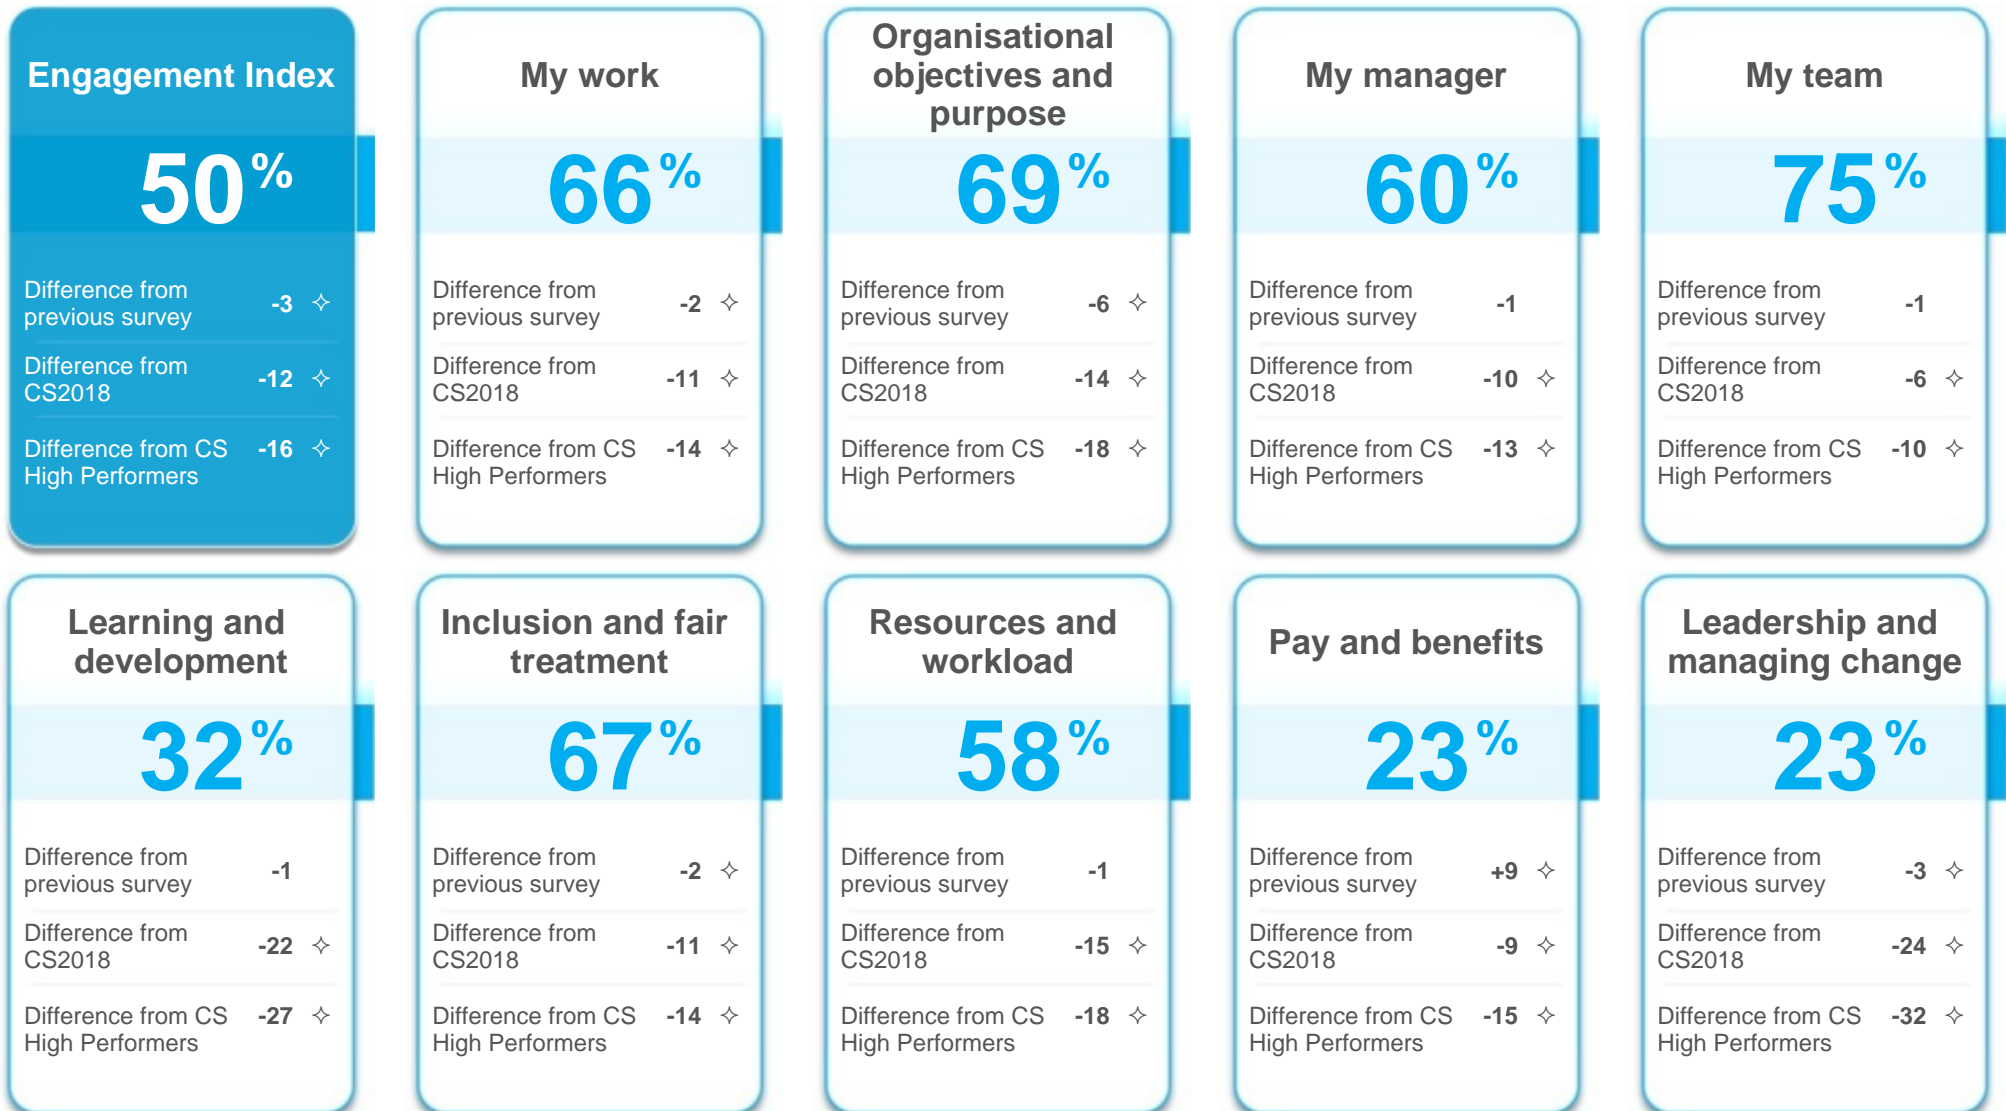 Engagement Index
50%
Difference from
previous survey -3 ✧
Difference from
CS2018 -12 ✧
Difference from CS
High Performers -16 ✧
My work
66%
Difference from
previous survey -2 ✧
Difference from
CS2018 -11 ✧
Difference from CS
High Performers -14 ✧
Organisational
objectives and
purpose
69%
Difference from
previous survey -6 ✧
Difference from
CS2018 -14 ✧
Difference from CS
High Performers -18 ✧
My manager
60%
Difference from
previous survey -1
Difference from
CS2018 -10 ✧
Difference from CS
High Performers -13 ✧
My team
75%
Difference from
previous survey -1
Difference from
CS2018 -6 ✧
Difference from CS
High Performers -10 ✧
Learning and
development
32%
Difference from
previous survey -1
Difference from
CS2018 -22 ✧
Difference from CS
High Performers -27 ✧
Inclusion and fair
treatment
67%
Difference from
previous survey -2 ✧
Difference from
CS2018 -11 ✧
Difference from CS
High Performers -14 ✧
Resources and
workload
58%
Difference from
previous survey -1
Difference from
CS2018 -15 ✧
Difference from CS
High Performers -18 ✧
Pay and benefits
23%
Difference from
previous survey +9 ✧
Difference from
CS2018 -9 ✧
Difference from CS
High Performers -15 ✧
Leadership and
managing change
23%
Difference from
previous survey -3 ✧
Difference from
CS2018 -24 ✧
Difference from CS
High Performers -32 ✧